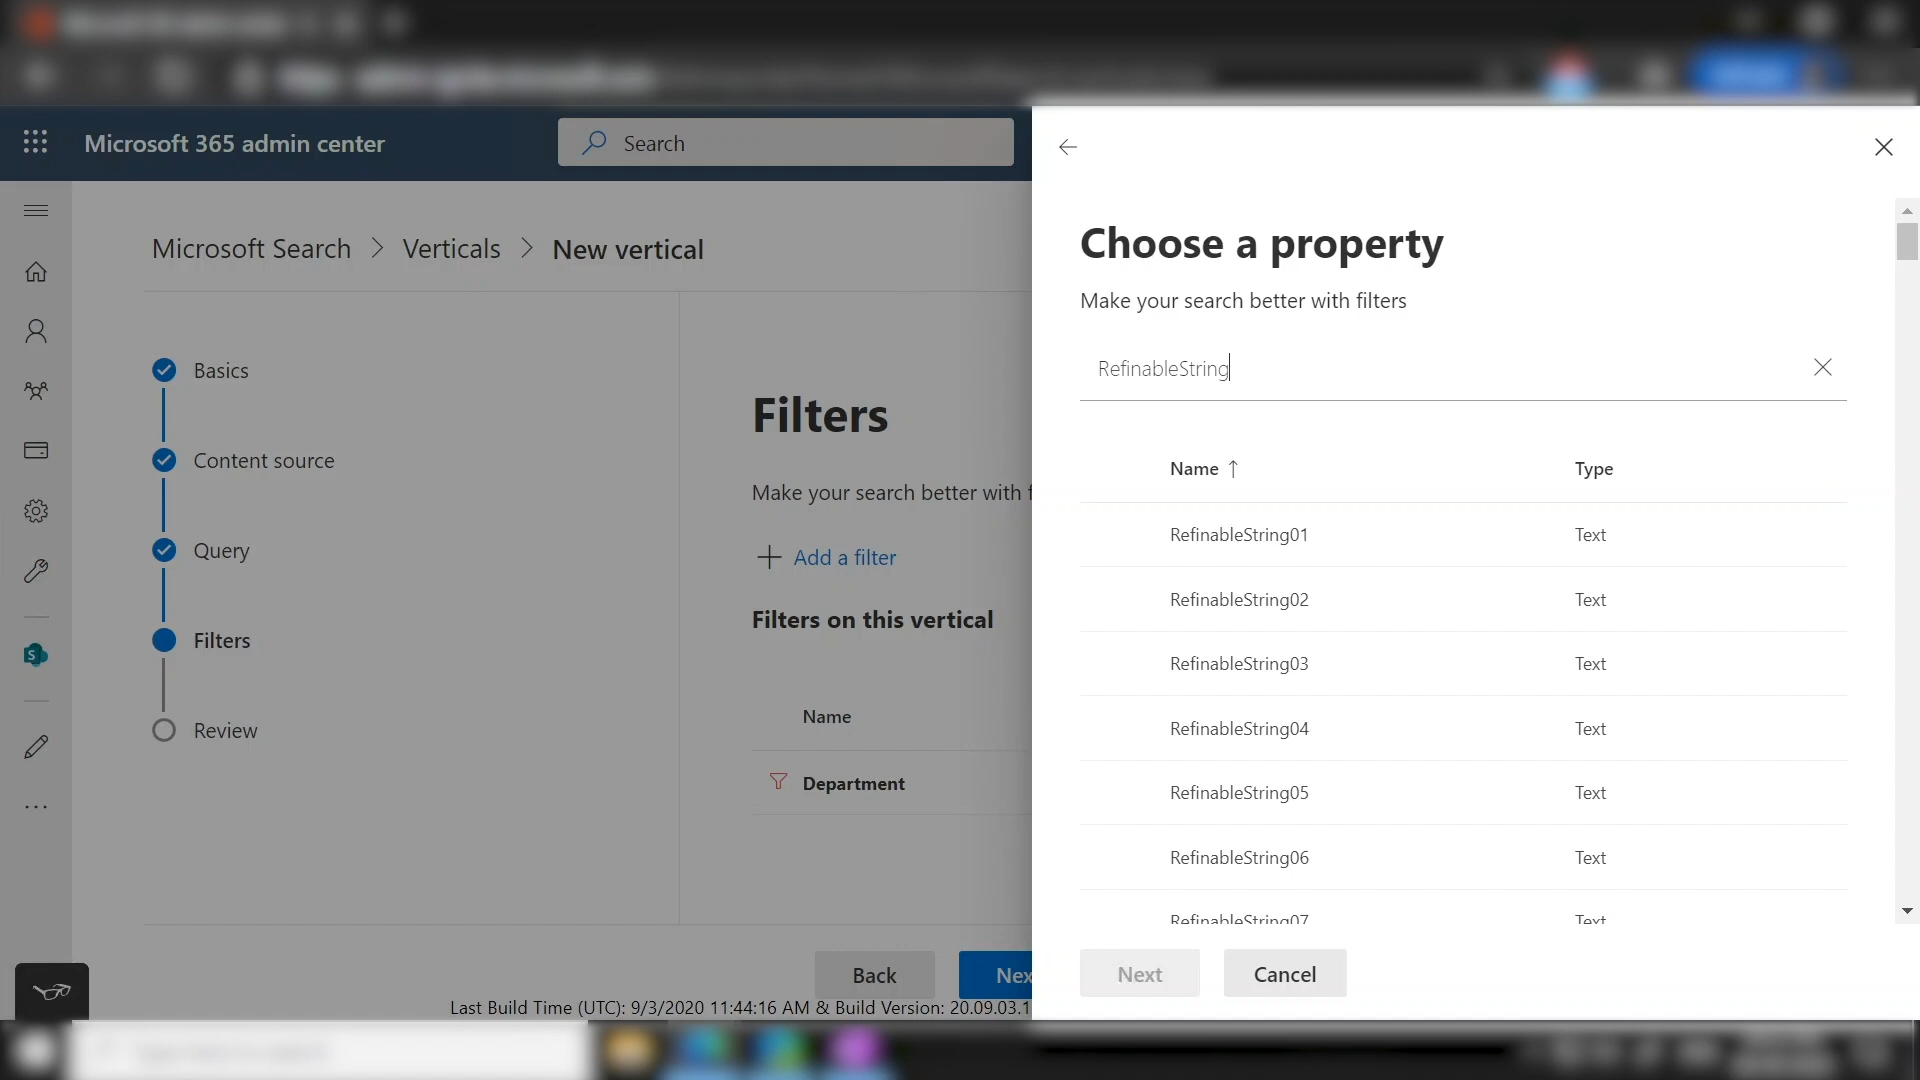 Microsoft 365 admin center
Search
Microsoft Search > Verticals > New vertical
Basics
Content source
Query
Filters
Review
Filters
Make your search better with f
Add a filter
Filters on this vertical
Name
Department
Back
Nex
Last Build Time (UTC): 9/3/2020 11:44:16 AM & Build Version: 20.09.03.1
Choose a property
Make your search better with filters
RefinableString
Name ↑ Type
RefinableString01 Text
RefinableString02 Text
RefinableString03 Text
RefinableString04 Text
RefinableString05 Text
RefinableString06 Text
RefinableString07 Text
Next
Cancel